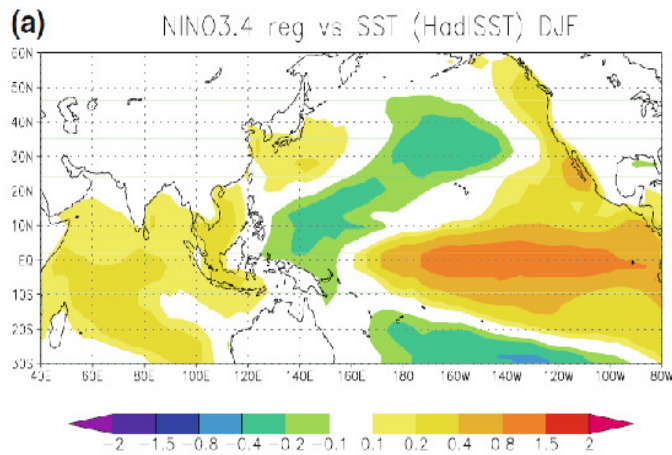 (a)
NINO3.4 reg vs SST (HadISST) DJF
60N
50N
40N
30N
20N
10N
EQ
10S
20S
30S
40E 60E 80E 100E 120E 140E 160E 180 160W 140W 120W 100W 80W
-2 -1.5 -0.8 -0.4 -0.2 -0.1 0.1 0.2 0.4 0.8 1.5 2